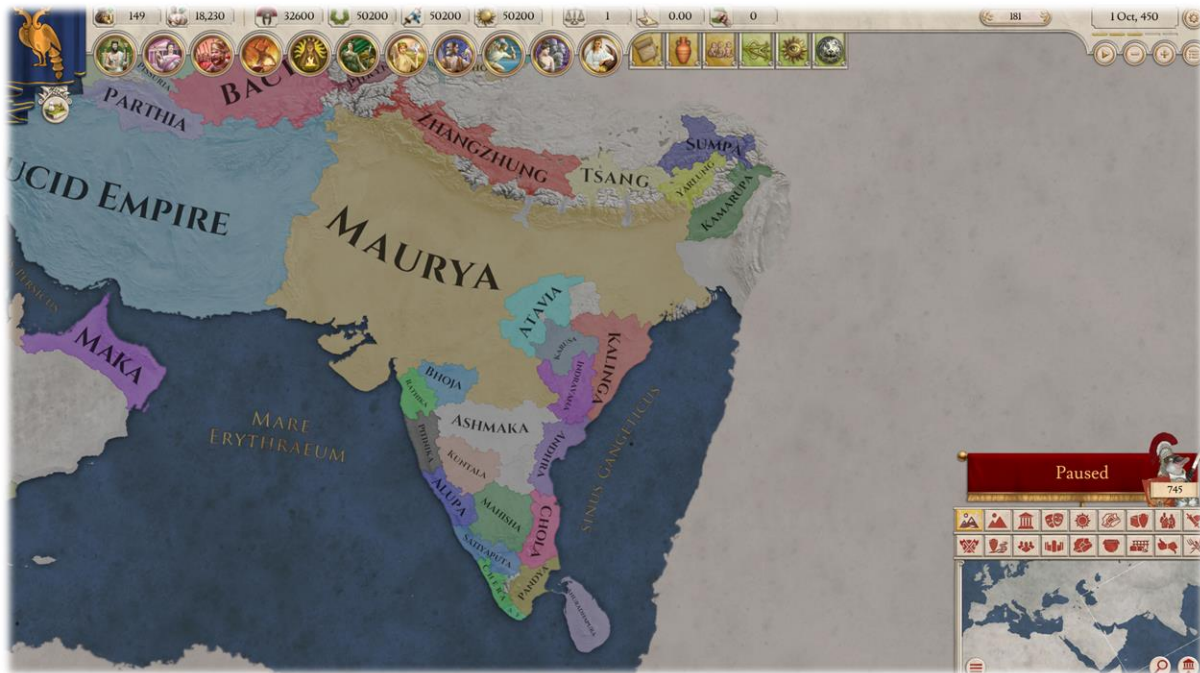 149 18,230 32600 50200 50200 50200 1 0.00 0 181 1 Oct, 450
PARTHIA
ZHANGZHUNG
TSANG
SUMPA
YARLUNG
KAMARUPA
UCID EMPIRE
MAURYA
ATAVIA
MAKA
KALINGA
BHOJA
RATHIKA
ASHMAKA
ANDHRA
MARE
ERYTHRAEUM
SINUS GANGETICUS
KUNTALA
ALUPA
MAHISHA
CHOLA
SATIYAPUTA
CHERA
PANDYA
Paused
745